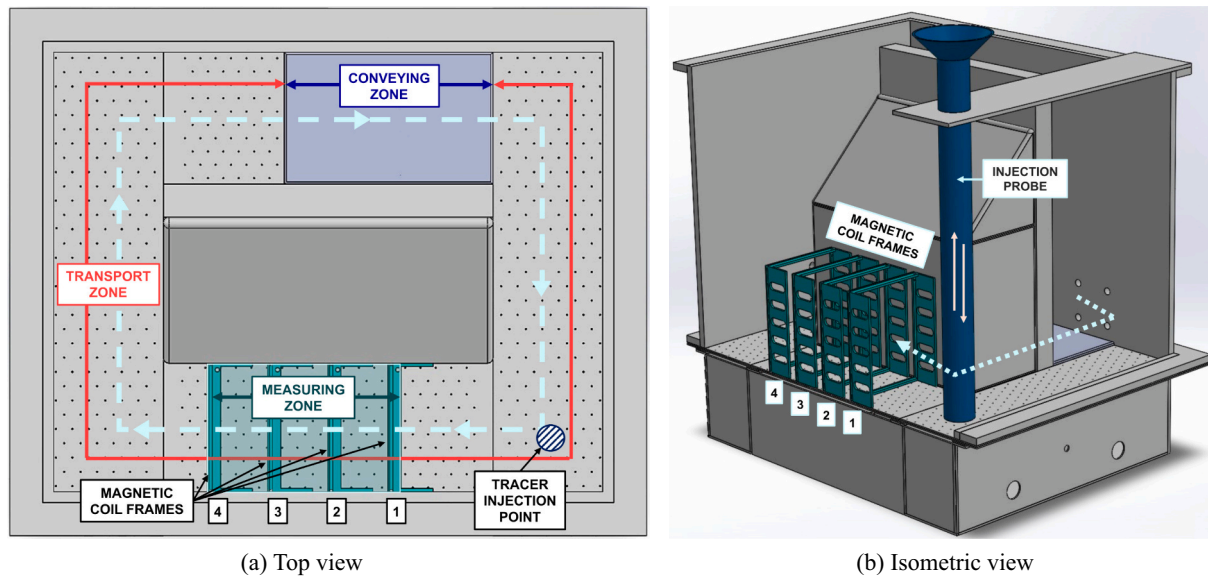 CONVEYING
ZONE
TRANSPORT
ZONE
MEASURING
ZONE
MAGNETIC
COIL FRAMES
4
3
2
1
TRACER
INJECTION
POINT
(a) Top view
INJECTION
PROBE
MAGNETIC
COIL FRAMES
4
3
2
1
(b) Isometric view